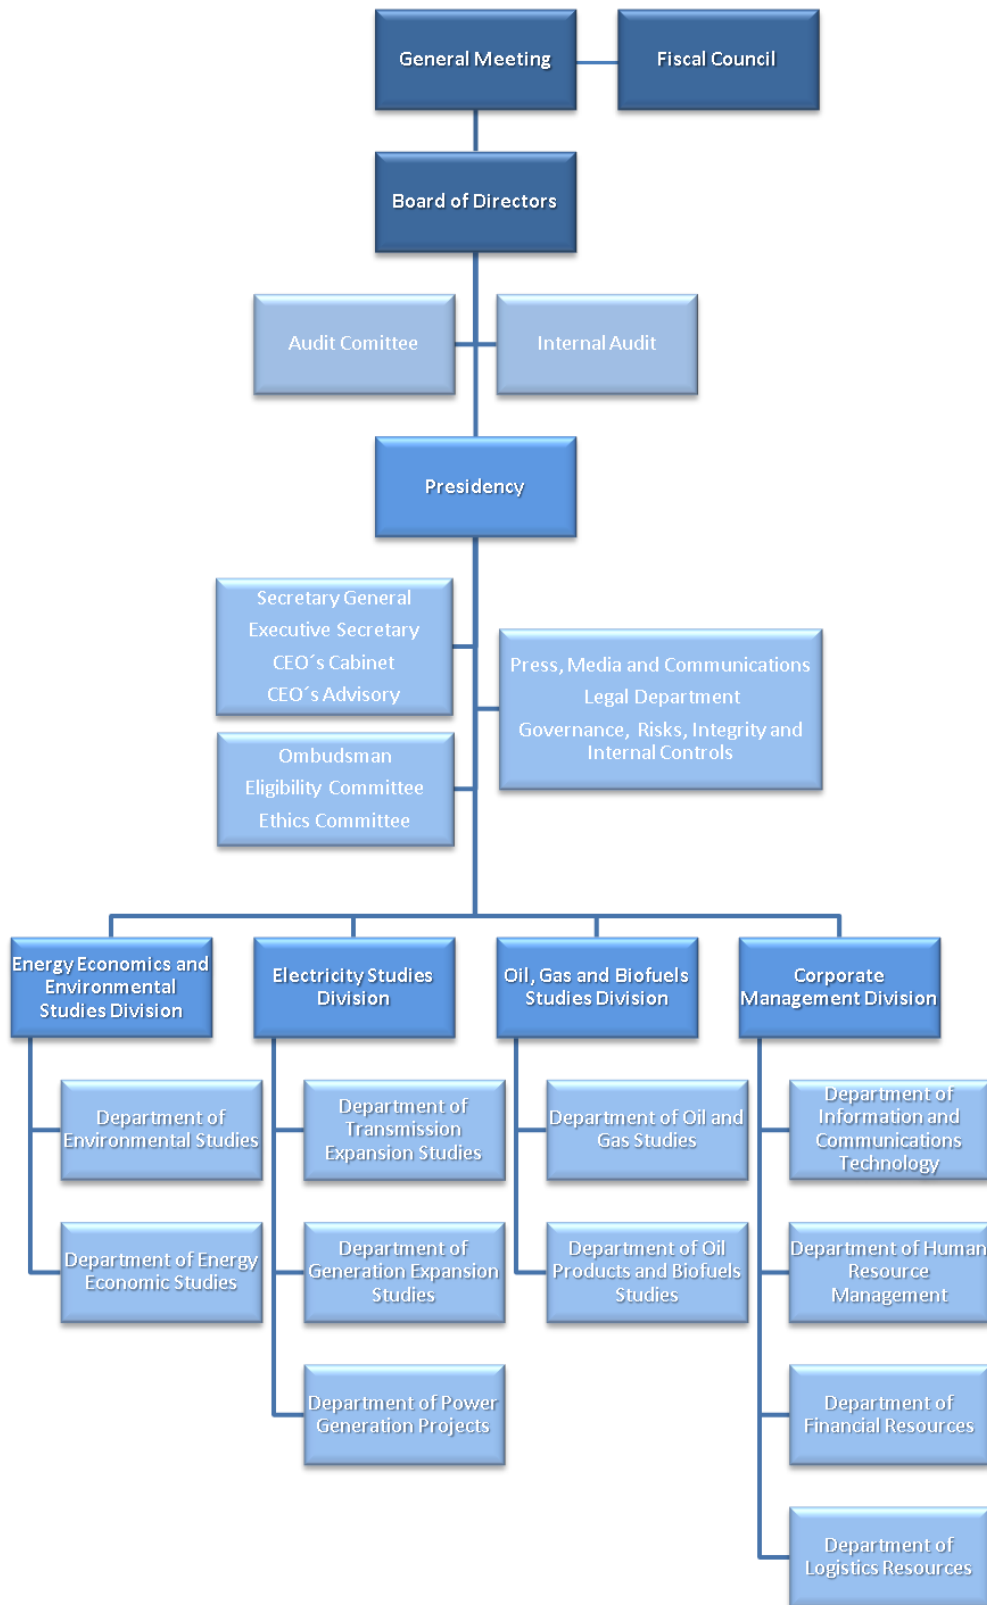 General Meeting
Fiscal Council
Board of Directors
Audit Comittee
Internal Audit
Presidency
Secretary General
Executive Secretary
CEO´s Cabinet
CEO´s Advisory
Press, Media and Communications
Legal Department
Governance, Risks, Integrity and
Internal Controls
Ombudsman
Eligibility Committee
Ethics Committee
Energy Economics and
Environmental
Studies Division
Electricity Studies
Division
Oil, Gas and Biofuels
Studies Division
Corporate
Management Division
Department of
Environmental Studies
Department of
Transmission
Expansion Studies
Department of Oil and
Gas Studies
Department of
Information and
Communications
Technology
Department of Energy
Economic Studies
Department of
Generation Expansion
Studies
Department of Oil
Products and Biofuels
Studies
Department of Human
Resource
Management
Department of Power
Generation Projects
Department of
Financial Resources
Department of
Logistics Resources